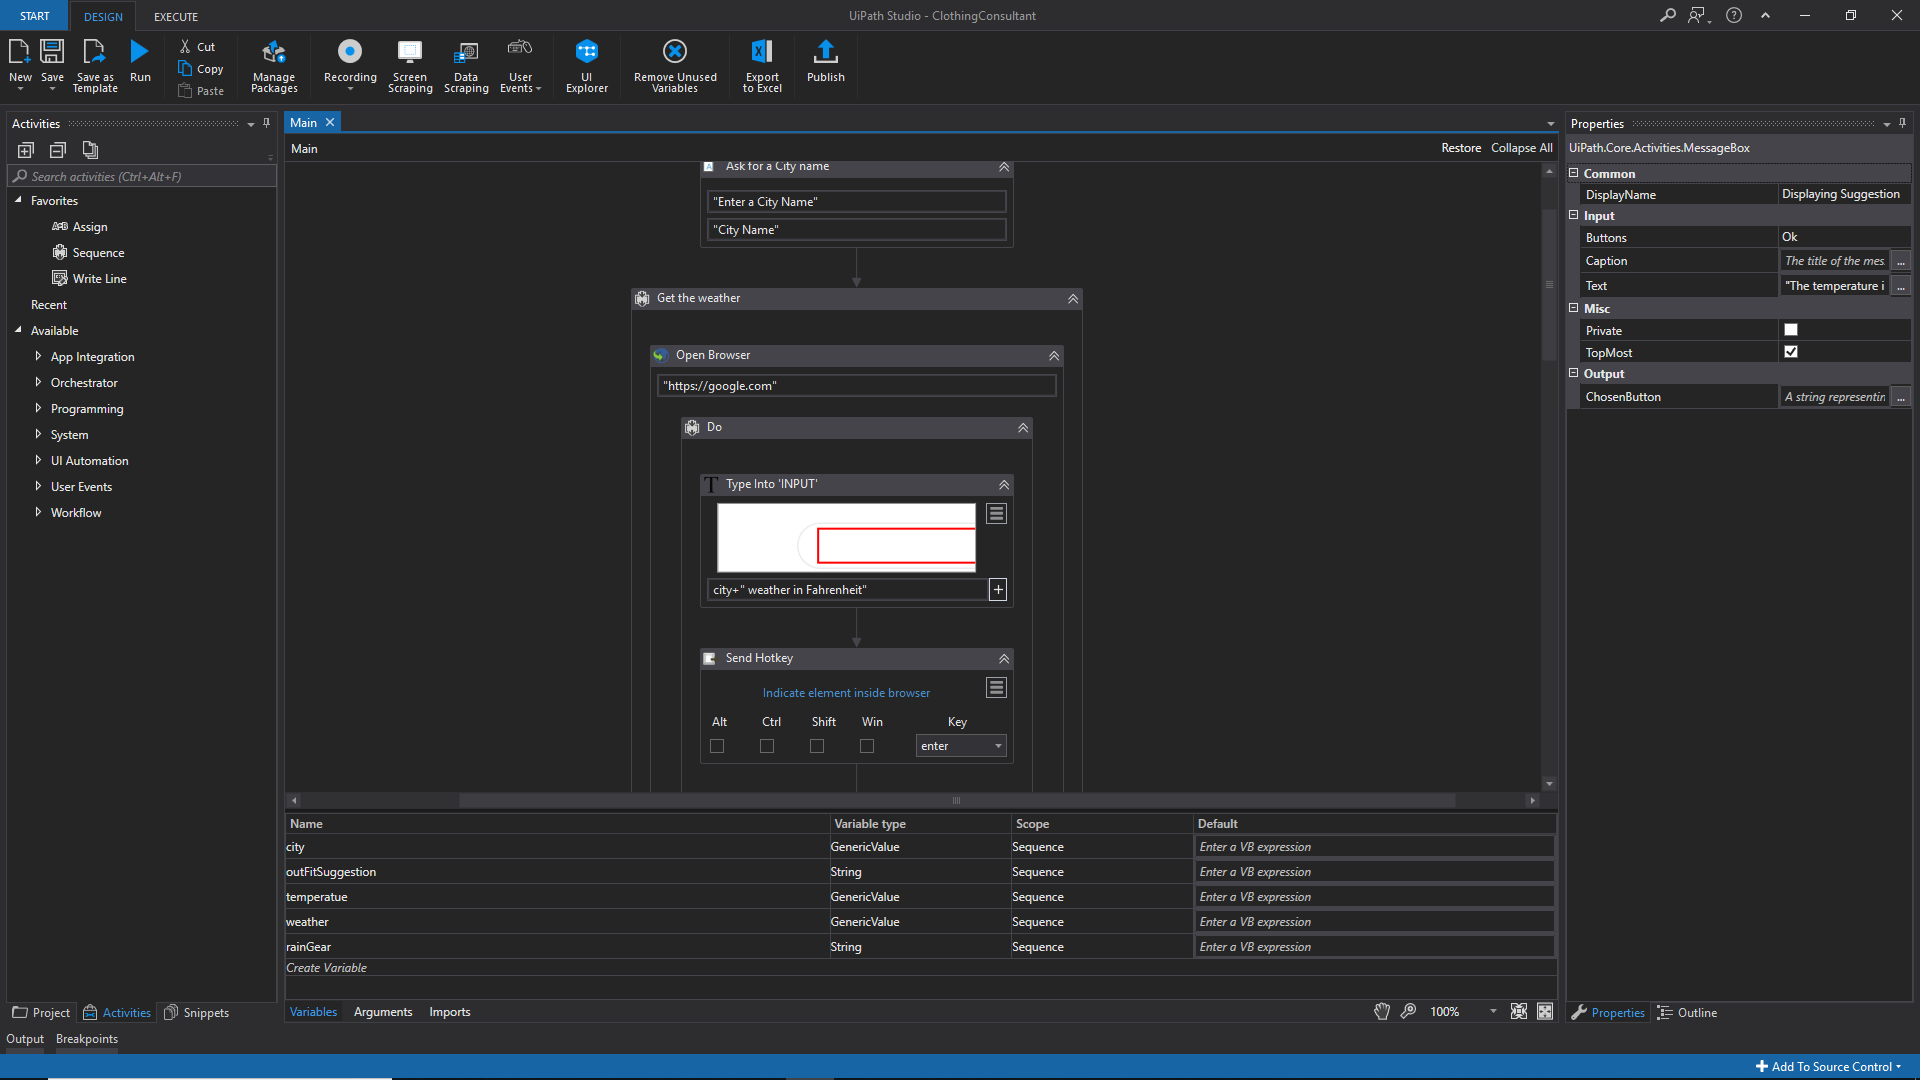 START DESIGN EXECUTE UiPath Studio - ClothingConsultant
New Save Save as Template Run Cut Copy Paste Manage Packages Recording Screen Scraping Data Scraping User Events UI Explorer Remove Unused Variables Export to Excel Publish
Activities
Search activities (Ctrl+Alt+F)
Favorites
Assign
Sequence
Write Line
Recent
Available
App Integration
Orchestrator
Programming
System
UI Automation
User Events
Workflow
Project Activities Snippets
Output Breakpoints
Main
Main Restore Collapse All
Ask for a City name
"Enter a City Name"
"City Name"
Get the weather
Open Browser
"https://google.com"
Do
Type Into 'INPUT'
city+" weather in Fahrenheit"
Send Hotkey
Indicate element inside browser
Alt Ctrl Shift Win Key
enter
Name Variable type Scope Default
city GenericValue Sequence Enter a VB expression
outFitSuggestion String Sequence Enter a VB expression
temperatue GenericValue Sequence Enter a VB expression
weather GenericValue Sequence Enter a VB expression
rainGear String Sequence Enter a VB expression
Create Variable
Variables Arguments Imports 100%
Properties
UiPath.Core.Activities.MessageBox
Common
DisplayName Displaying Suggestion
Input
Buttons Ok
Caption The title of the mes.
Text "The temperature i
Misc
Private
TopMost
Output
ChosenButton A string representin
Properties Outline
Add To Source Control